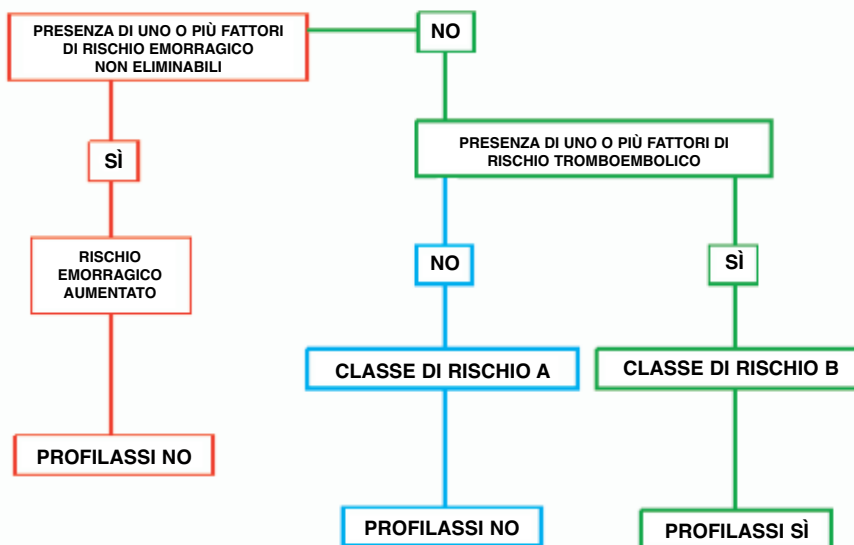 PRESENZA DI UNO O PIÙ FATTORI
DI RISCHIO EMORRAGICO
NON ELIMINABILI
NO
PRESENZA DI UNO O PIÙ FATTORI DI
RISCHIO TROMBOEMBOLICO
SÌ
RISCHIO
EMORRAGICO
AUMENTATO
NO
SÌ
CLASSE DI RISCHIO A
CLASSE DI RISCHIO B
PROFILASSI NO
PROFILASSI NO
PROFILASSI SÌ